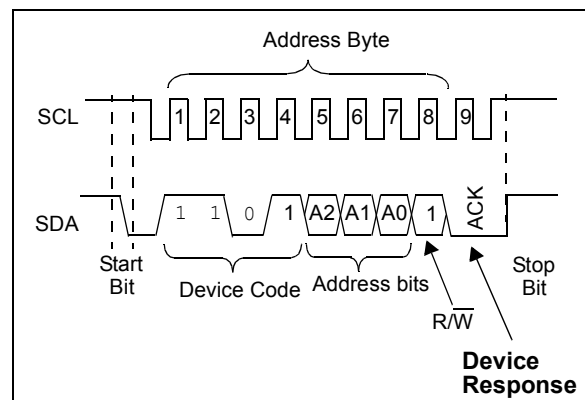 Address Byte
SCL 1 2 3 4 5 6 7 8 9
SDA 1 1 0 1 A2 A1 A0 1 ACK
Start Bit
Device Code
Address bits
R/W̅
Stop Bit
Device
Response